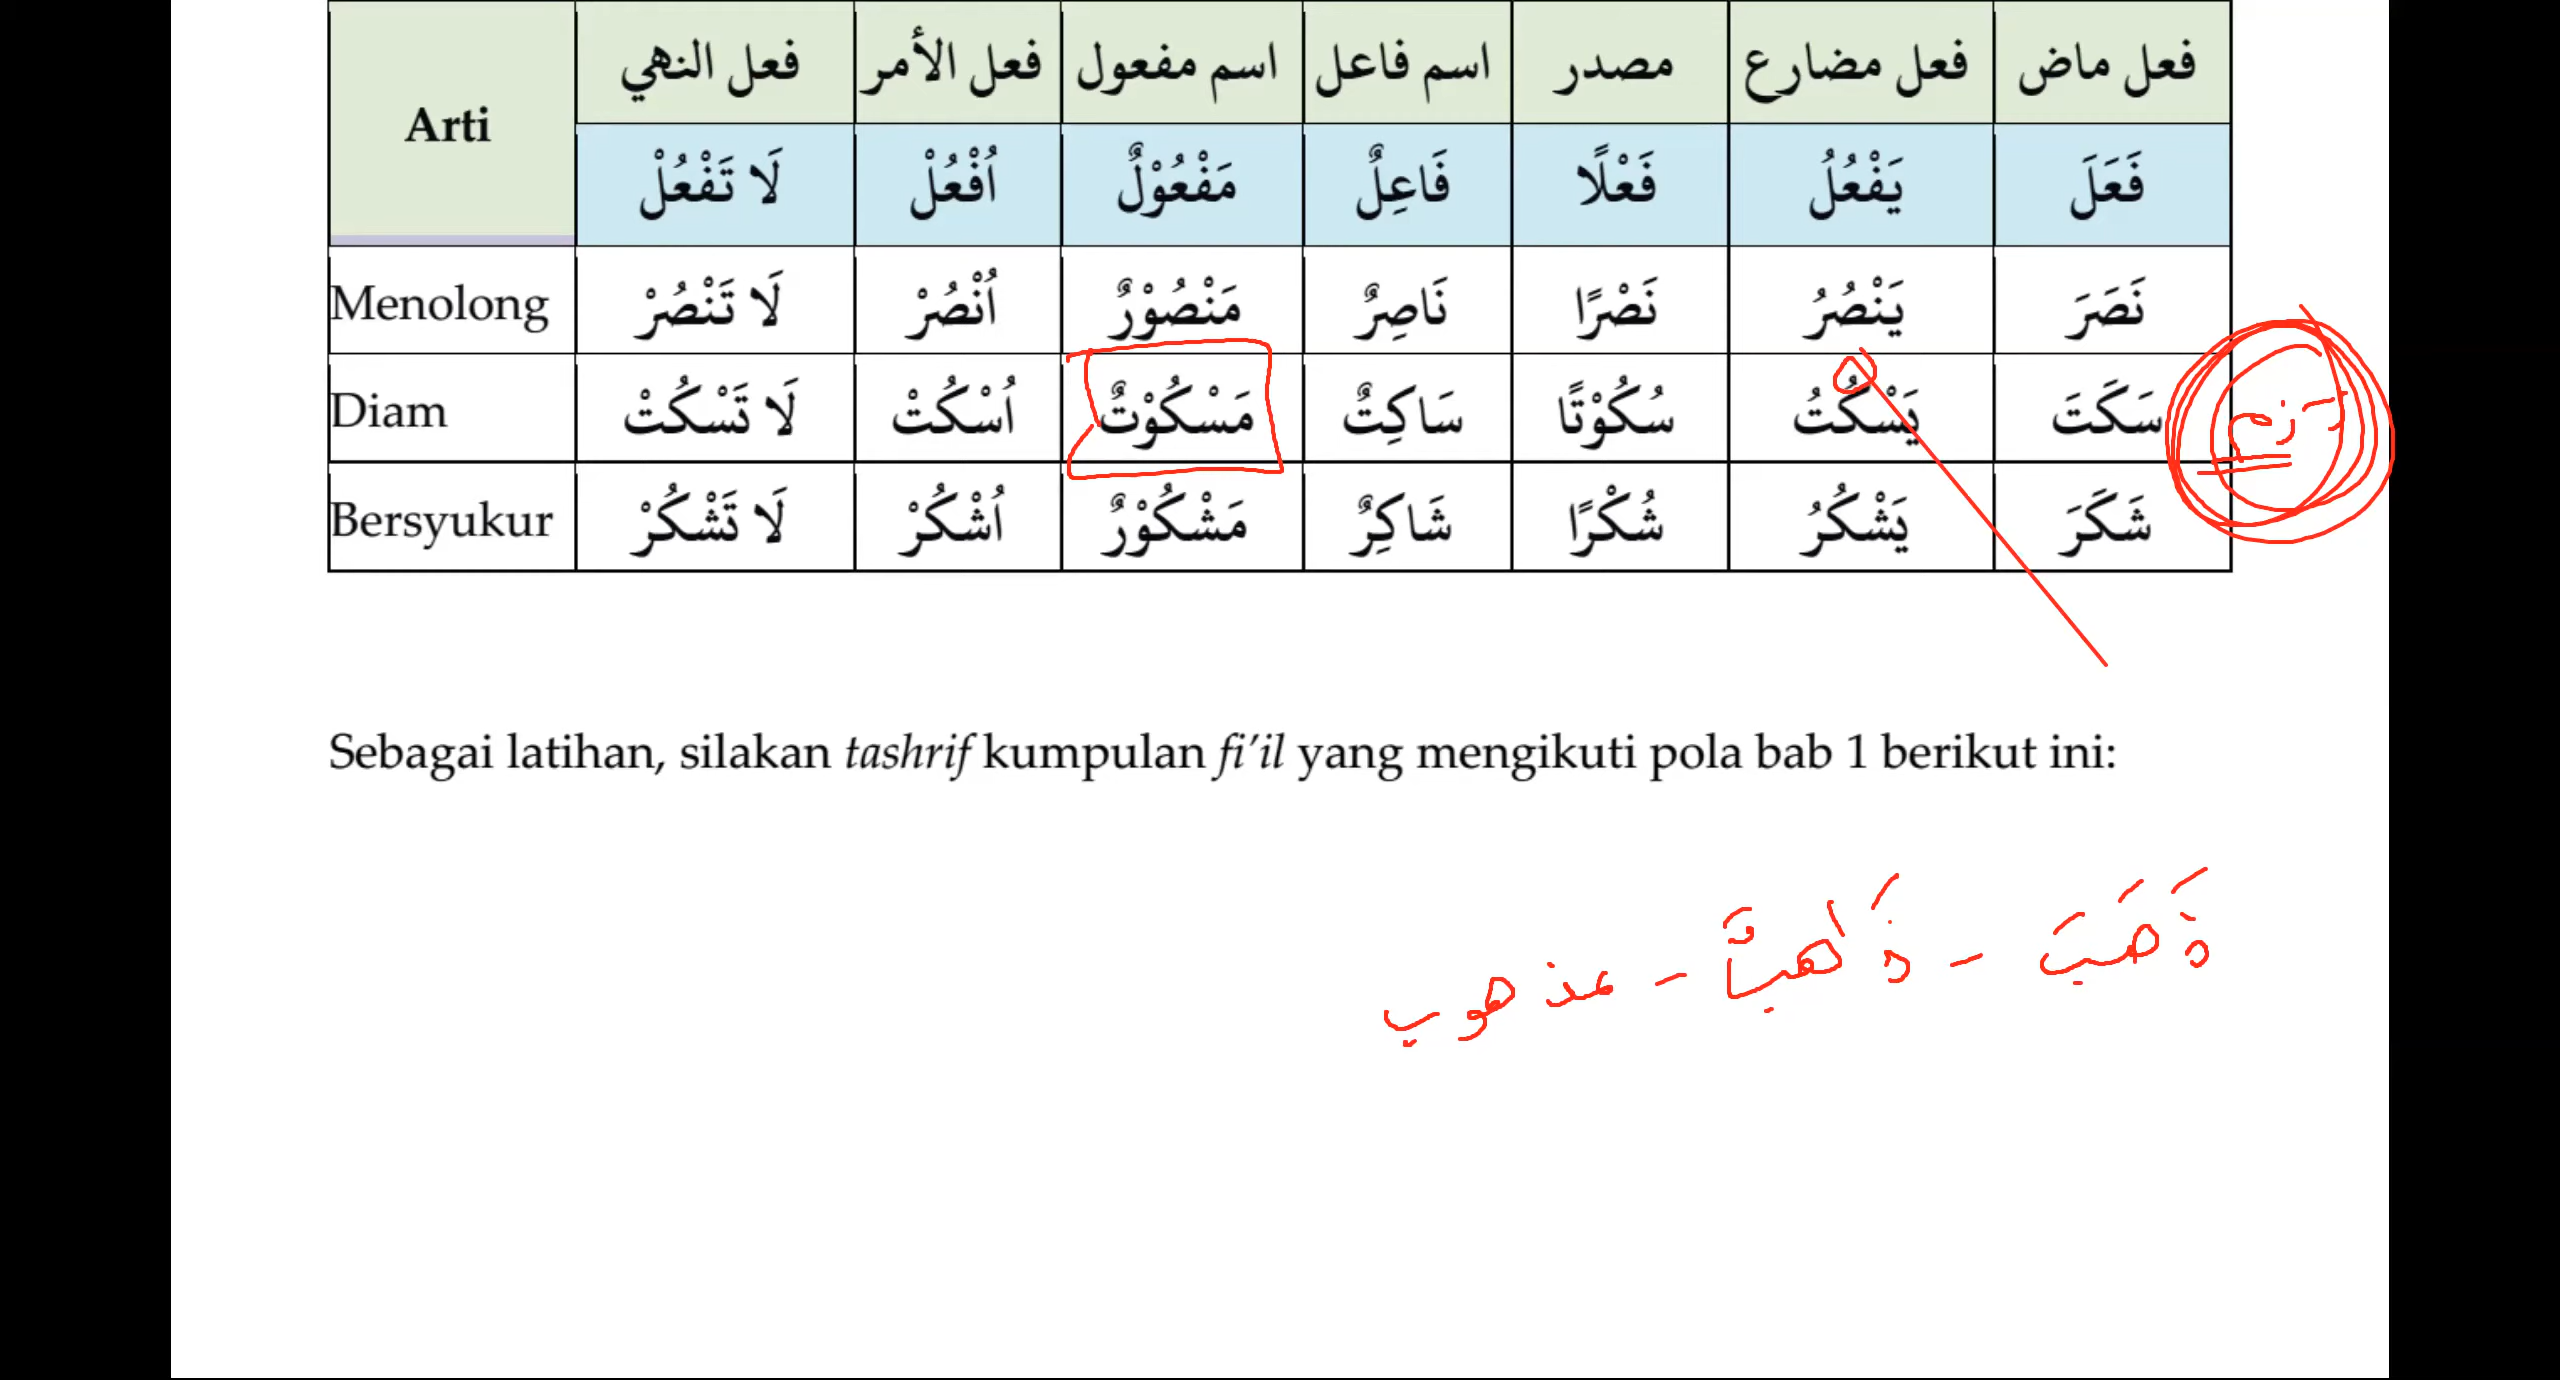 فعل ماض فعل مضارع مصدر اسم فاعل اسم مفعول فعل الأمر فعل النهي Arti
فَعَلَ يَفْعُلُ فَعْلًا فَاعِلٌ مَفْعُوْلٌ اُفْعُلْ لَا تَفْعُلْ
نَصَرَ يَنْصُرُ نَصْرًا نَاصِرٌ مَنْصُوْرٌ اُنْصُرْ لَا تَنْصُرْ Menolong
سَكَتَ يَسْكُتُ سُكُوْتًا سَاكِتٌ مَسْكُوْتٌ اُسْكُتْ لَا تَسْكُتْ Diam
شَكَرَ يَشْكُرُ شُكْرًا شَاكِرٌ مَشْكُوْرٌ اُشْكُرْ لَا تَشْكُرْ Bersyukur
Sebagai latihan, silakan tashrif kumpulan fi’il yang mengikuti pola bab 1 berikut ini:
ذَهَبَ - ذَاهب - مذهوب